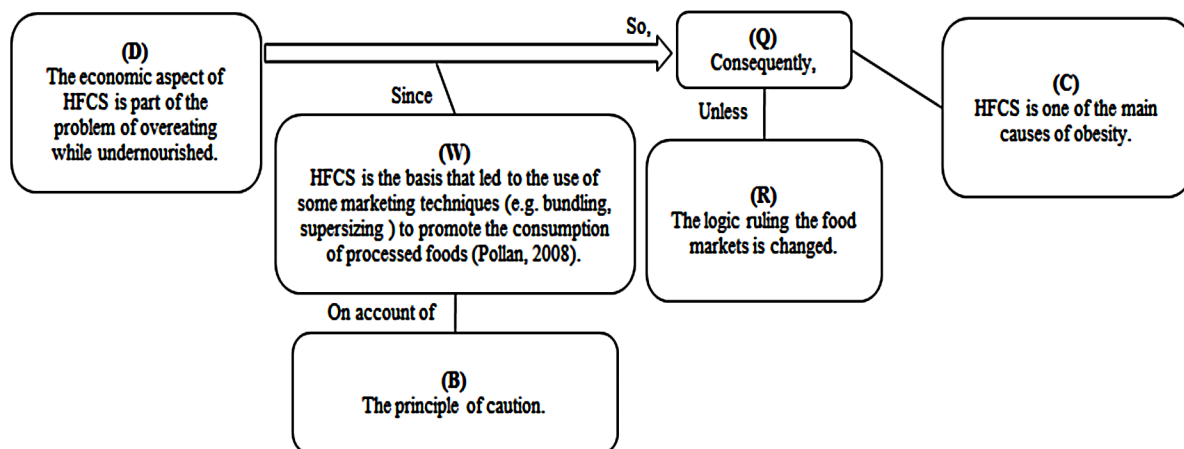 (D)
The economic aspect of
HFCS is part of the
problem of overeating
while undernourished.
So,
(Q)
Consequently,
(C)
HFCS is one of the main
causes of obesity.
Since
(W)
HFCS is the basis that led to the use of
some marketing techniques (e.g. bundling,
supersizing ) to promote the consumption
of processed foods (Pollan, 2008).
Unless
(R)
The logic ruling the food
markets is changed.
On account of
(B)
The principle of caution.